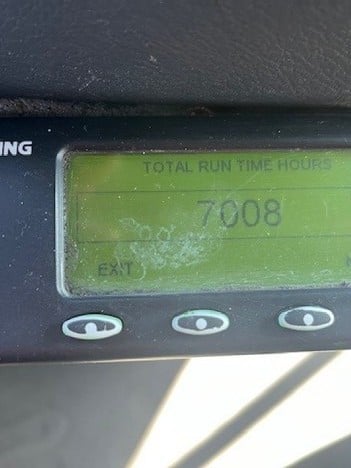 ING
TOTAL RUN TIME HOURS
7008
EXIT